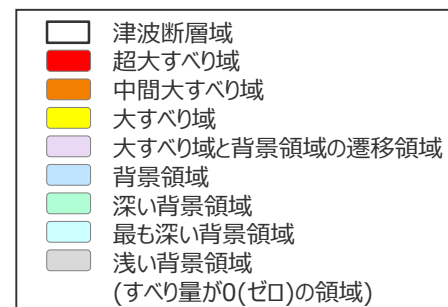 津波断層域
超大すべり域
中間大すべり域
大すべり域
大すべり域と背景領域の遷移領域
背景領域
深い背景領域
最も深い背景領域
浅い背景領域
(すべり量が0(ゼロ)の領域)